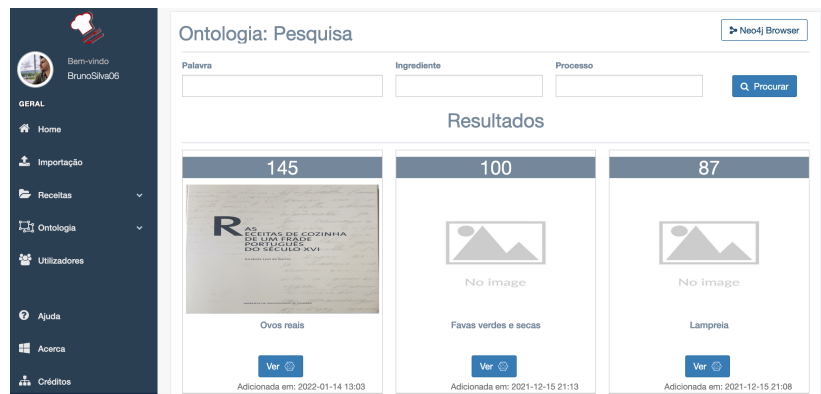 Bem-vindo
BrunoSilva06
GERAL
Home
Importação
Receitas
Ontologia
Utilizadores
Ajuda
Acerca
Créditos
Ontologia: Pesquisa
Neo4j Browser
Palavra
Ingrediente
Processo
Procurar
Resultados
145
AS
RECEITAS DE COZINHA
DE UM FRADE
PORTUGUÊS
DO SÉCULO XVI
Ovos reais
Ver
Adicionada em: 2022-01-14 13:03
100
No image
Favas verdes e secas
Ver
Adicionada em: 2021-12-15 21:13
87
No image
Lampreia
Ver
Adicionada em: 2021-12-15 21:08